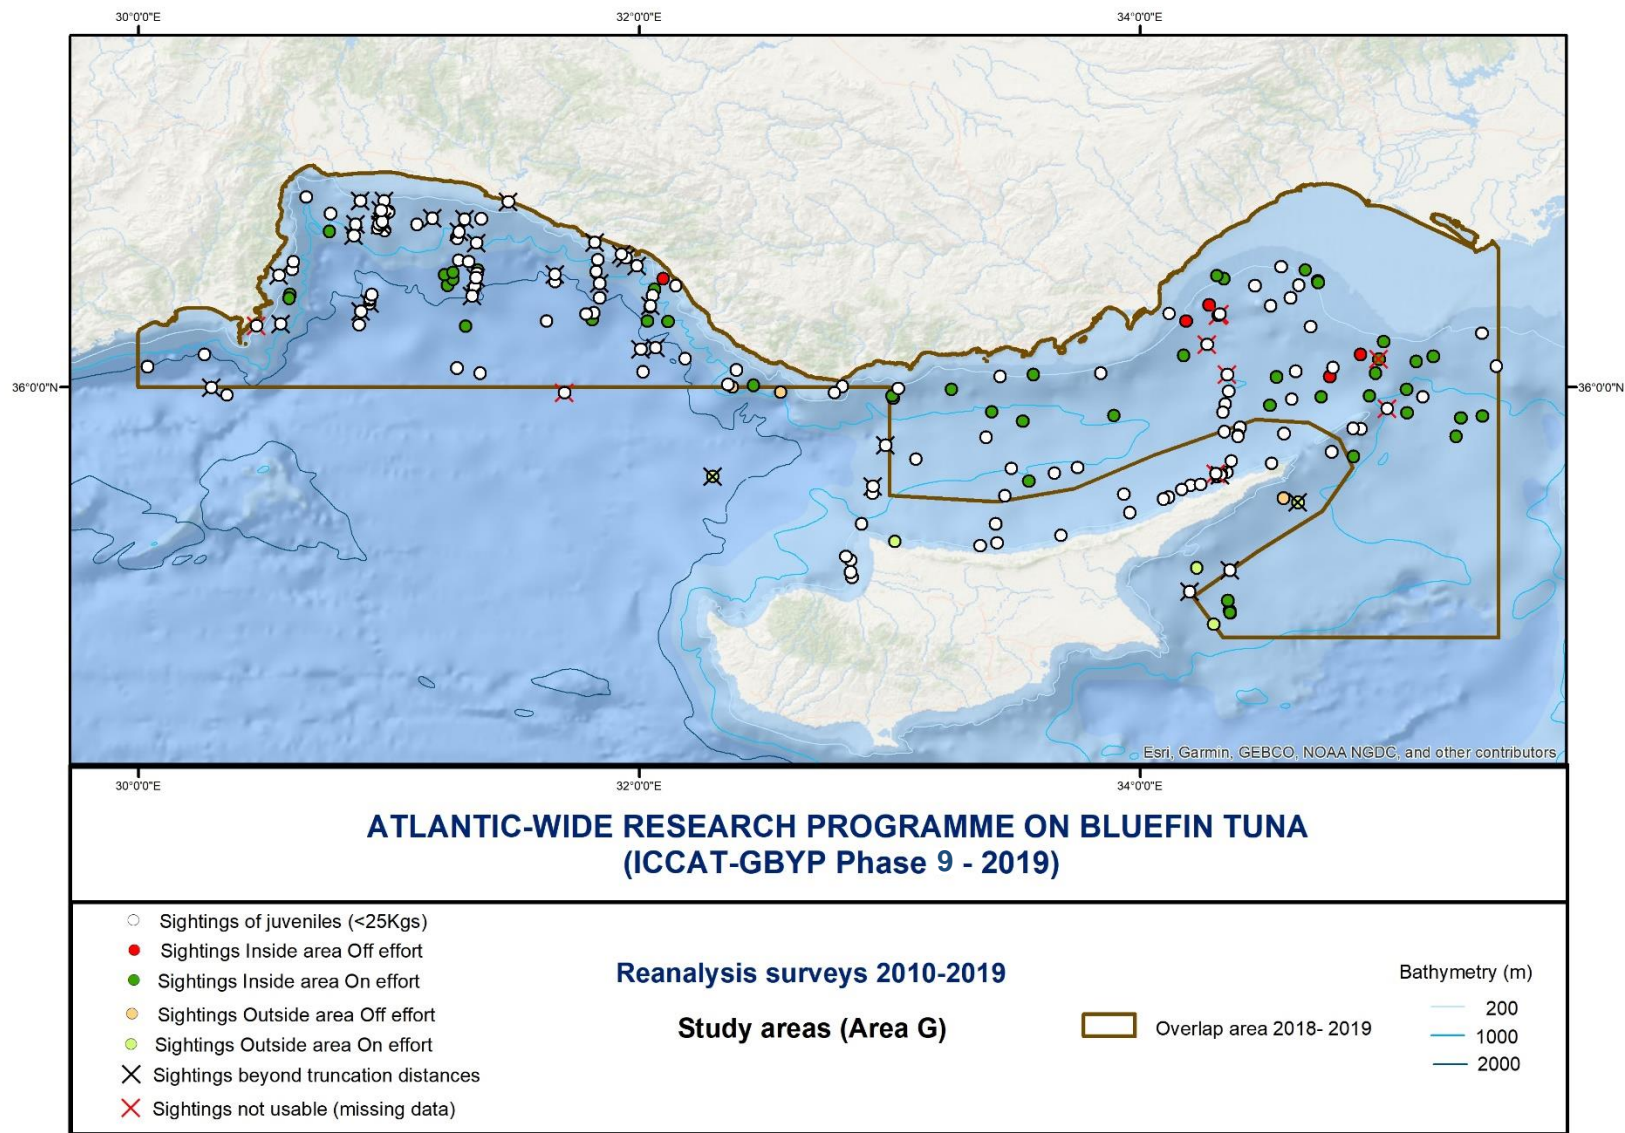 30°0'0"E 32°0'0"E 34°0'0"E
36°0'0"N 36°0'0"N
Esri, Garmin, GEBCO, NOAA NGDC, and other contributors
30°0'0"E 32°0'0"E 34°0'0"E
ATLANTIC-WIDE RESEARCH PROGRAMME ON BLUEFIN TUNA
(ICCAT-GBYP Phase 9 - 2019)
Sightings of juveniles (<25Kgs)
Sightings Inside area Off effort
Sightings Inside area On effort
Sightings Outside area Off effort
Sightings Outside area On effort
Sightings beyond truncation distances
Sightings not usable (missing data)
Reanalysis surveys 2010-2019
Study areas (Area G)
Overlap area 2018- 2019
Bathymetry (m)
200
1000
2000